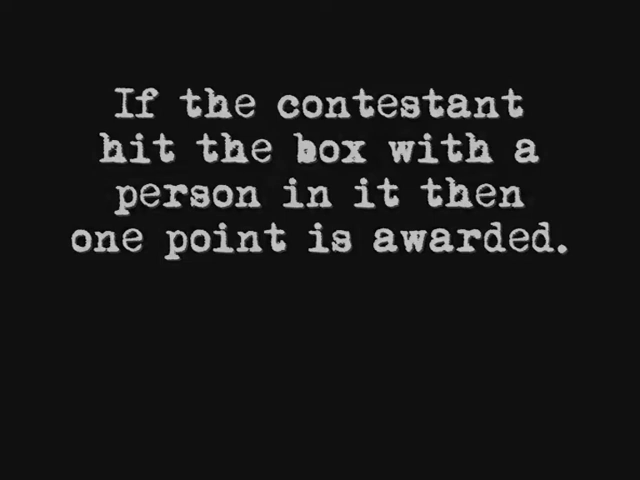 If the contestant
hit the box with a
person in it then
one point is awarded.